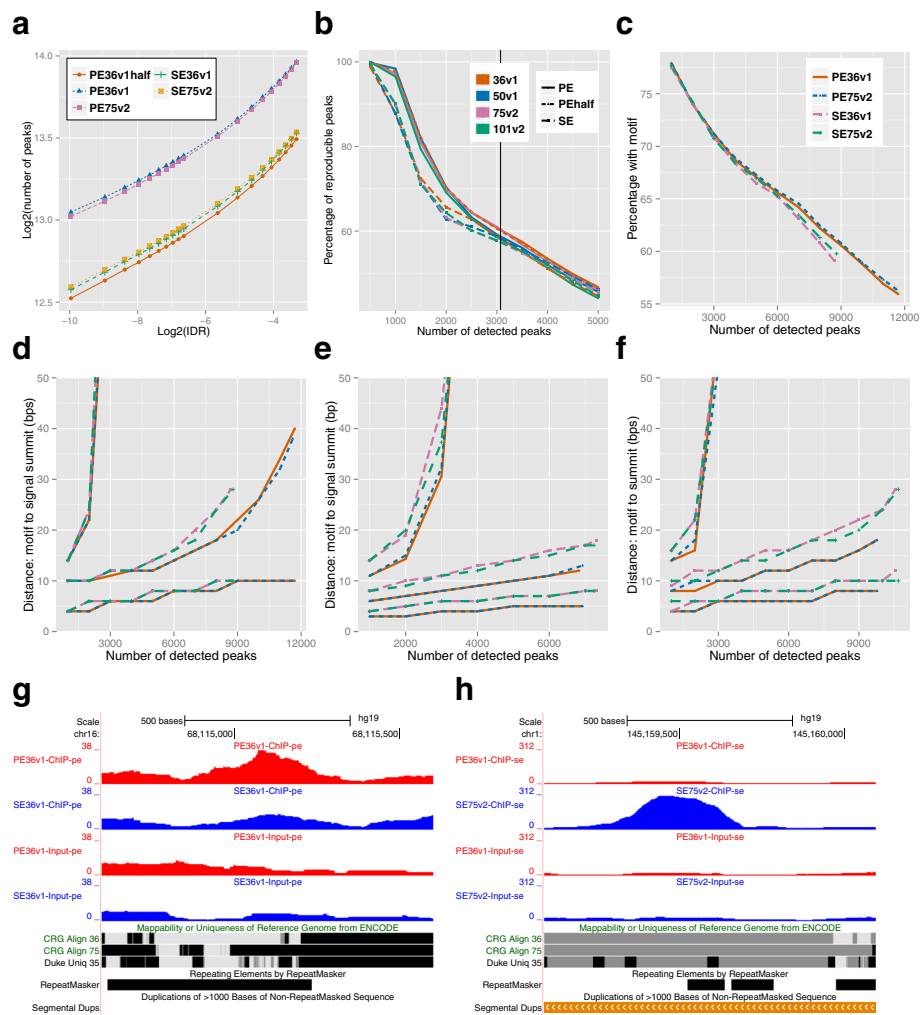 a
14.0
13.5
13.0
12.5
Log2(number of peaks)
PE36v1half
PE36v1
PE75v2
SE36v1
SE75v2
−10
−8
−6
−4
Log2(IDR)
b
100
80
60
Percentage of reproducible peaks
36v1
50v1
75v2
101v2
PE
PEhalf
SE
1000
2000
3000
4000
5000
Number of detected peaks
c
75
70
65
60
55
Percentage with motif
PE36v1
PE75v2
SE36v1
SE75v2
3000
6000
9000
12000
Number of detected peaks
d
50
40
30
20
10
0
Distance: motif to signal summit (bps)
3000
6000
9000
12000
Number of detected peaks
e
50
40
30
20
10
0
Distance: motif to signal summit (bp)
2000
4000
6000
Number of detected peaks
f
50
40
30
20
10
0
Distance: motif to summit (bps)
3000
6000
9000
Number of detected peaks
g
Scale
500 bases
hg19
chr16:
68,115,000
68,115,500
PE36v1-ChIP-pe
38
PE36v1-ChIP-pe
0
SE36v1-ChIP-pe
38
SE36v1-ChIP-pe
0
PE36v1-Input-pe
38
PE36v1-Input-pe
0
SE36v1-Input-pe
38
SE36v1-Input-pe
0
Mappability or Uniqueness of Reference Genome from ENCODE
CRG Align 36
CRG Align 75
Duke Uniq 35
Repeating Elements by RepeatMasker
RepeatMasker
Duplications of >1000 Bases of Non-RepeatMasked Sequence
Segmental Dups
h
Scale
500 bases
hg19
chr1:
145,159,500
145,160,000
PE36v1-ChIP-se
312
PE36v1-ChIP-se
0
SE75v2-ChIP-se
312
SE75v2-ChIP-se
0
PE36v1-Input-se
312
PE36v1-Input-se
0
SE75v2-Input-se
312
SE75v2-Input-se
0
Mappability or Uniqueness of Reference Genome from ENCODE
CRG Align 36
CRG Align 75
Duke Uniq 35
Repeating Elements by RepeatMasker
RepeatMasker
Duplications of >1000 Bases of Non-RepeatMasked Sequence
Segmental Dups